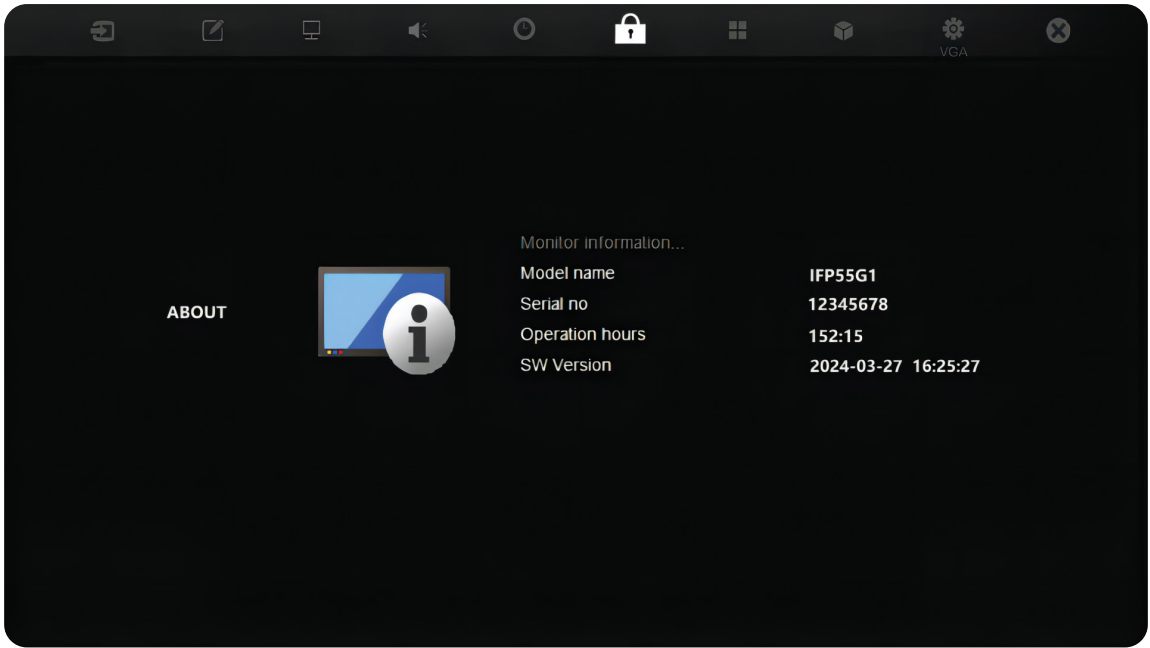 VGA
Monitor information...
Model name IFP55G1
Serial no 12345678
ABOUT
Operation hours 152:15
SW Version 2024-03-27 16:25:27